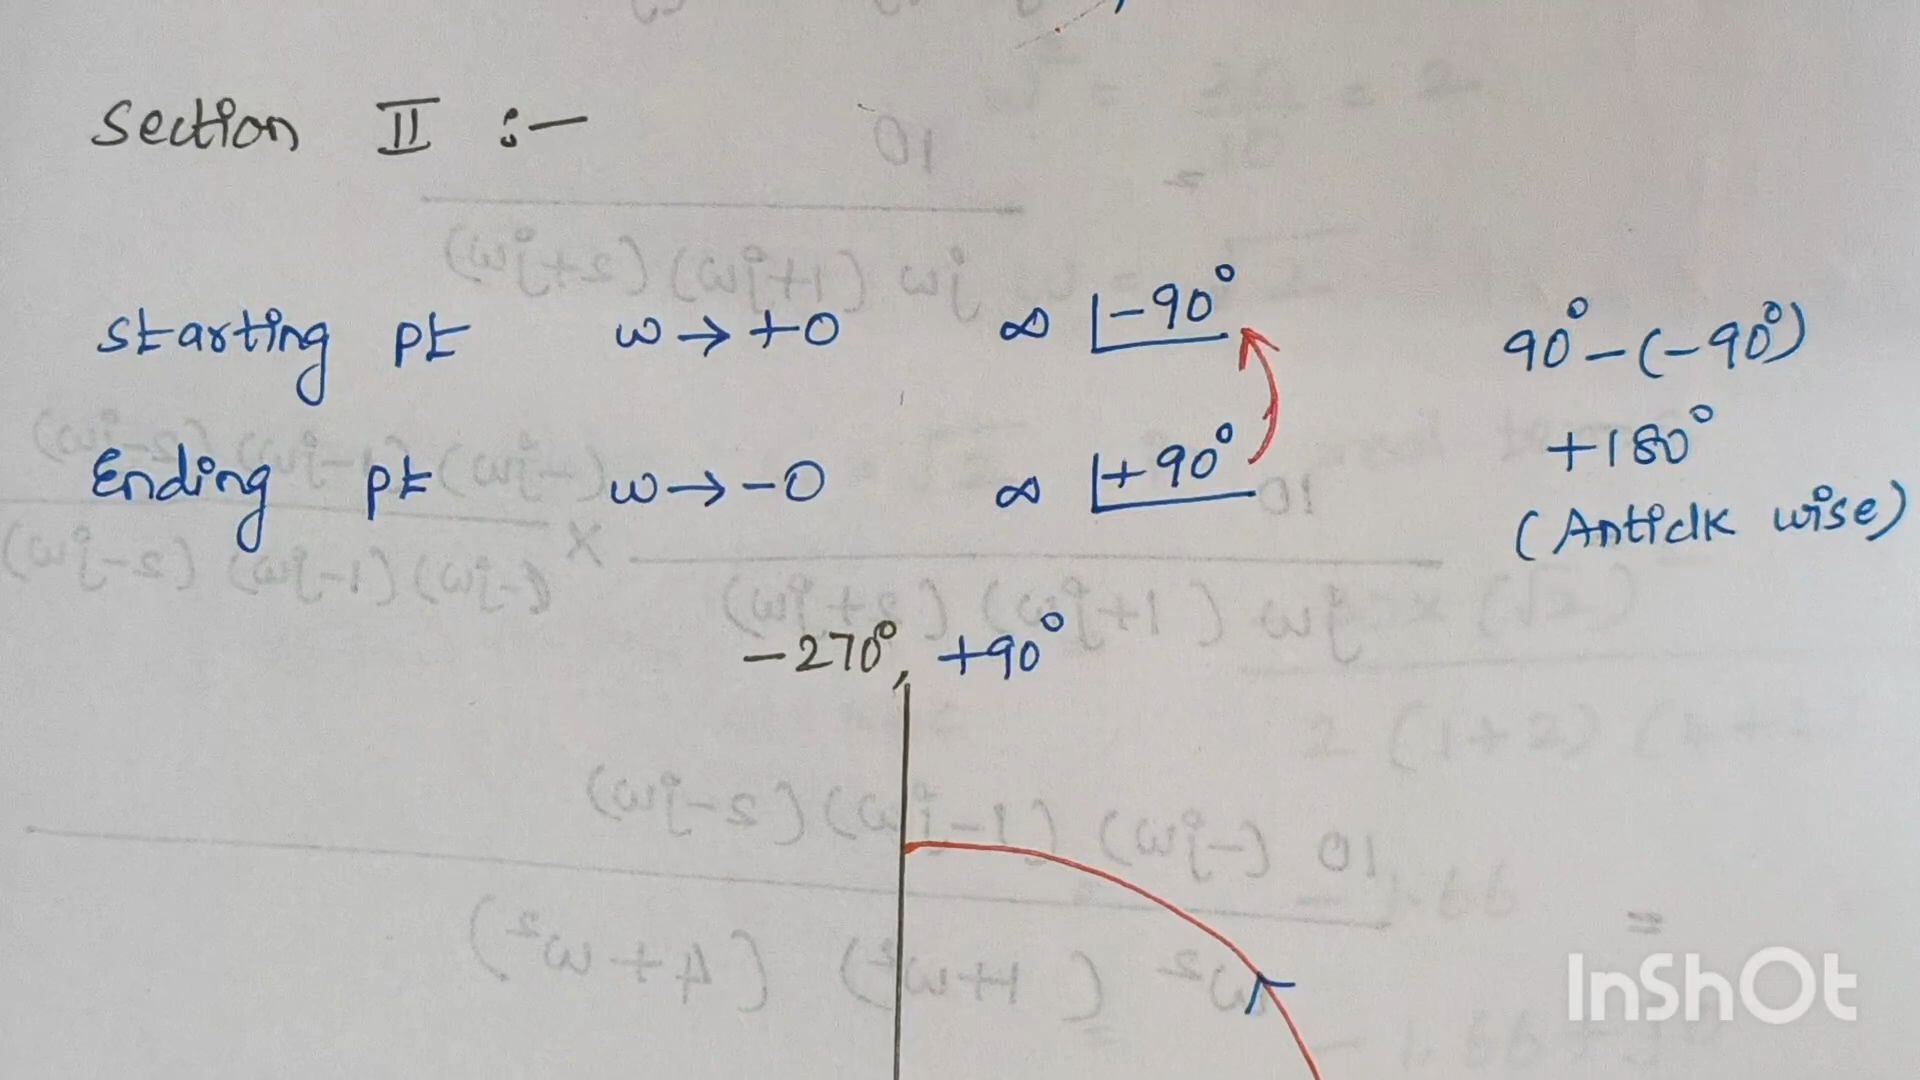 Section II :-
Starting pt ω → +0 ∞ ∠-90° 90° - (-90°)
Ending pt ω → -0 ∞ ∠+90° +180°
(Anticlk wise)
-270°, +90°
InShOt